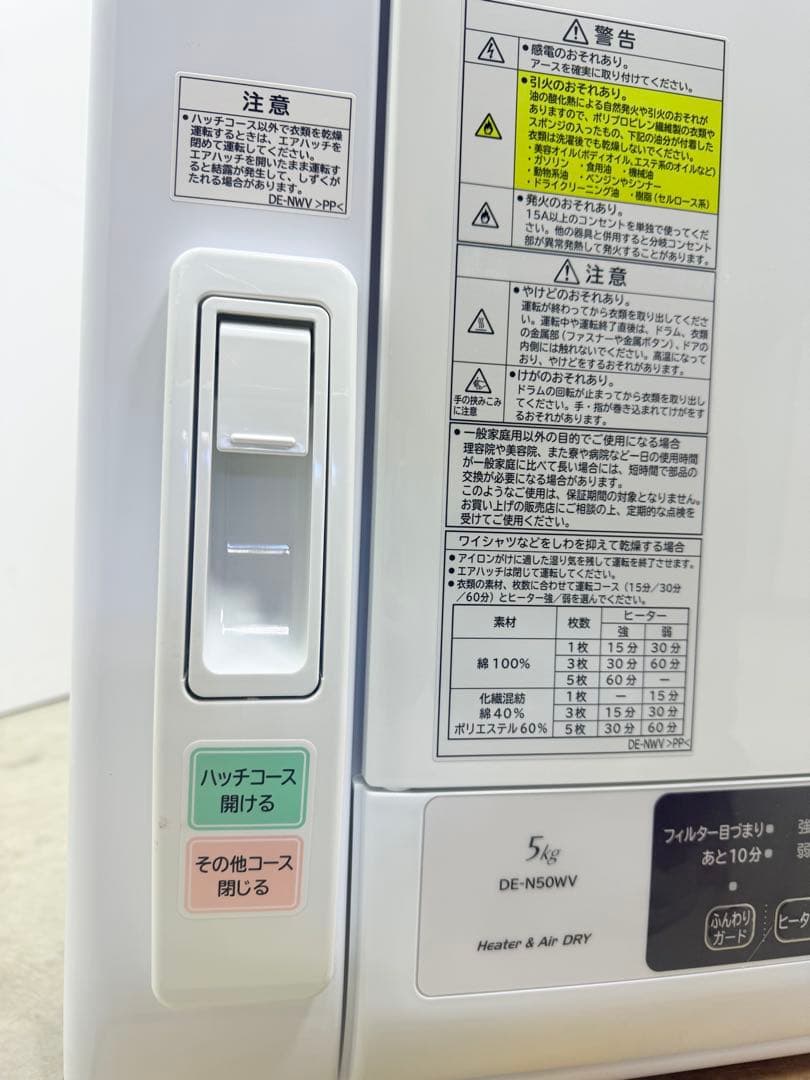 注意
●ハッチコース以外で衣類を乾燥
運転するときは、エアハッチを
閉めて運転してください。
エアハッチを開いたまま運転す
ると結露が発生して、しずくが
たれる場合があります。
DE-NWV >PP<
ハッチコース
開ける
その他コース
閉じる
警告
●感電のおそれあり。
アースを確実に取り付けてください。
●引火のおそれあり。
油の酸化熱による自然発火や引火のおそれが
ありますので、ポリプロピレン繊維製の衣類や
スポンジの入ったもの、下記の油分が付着した
衣類は洗濯後でも乾燥しないでください。
・美容オイル(ボディオイル、エステ系のオイルなど)
・ガソリン ・食用油 ・機械油
・動物系油 ・ベンジンやシンナー
・ドライクリーニング油 ・樹脂(セルロース系)
●発火のおそれあり。
15A以上のコンセントを単独で使ってくだ
さい。他の器具と併用すると分岐コンセント
部が異常発熱して発火することがあります。
注意
●やけどのおそれあり。
運転が終わってから衣類を取り出してくださ
い。運転中や運転終了直後は、ドラム、衣類
の金属部(ファスナーや金属ボタン)、ドアの
内側には触れないでください。高温になって
おり、やけどをするおそれがあります。
手の挟みこみ
に注意
●けがのおそれあり。
ドラムの回転が止まってから衣類を取り出し
てください。手・指が巻き込まれてけがをす
るおそれがあります。
●一般家庭用以外の目的でご使用になる場合
理容院や美容院、また寮や病院など一日の使用時間
が一般家庭に比べて長い場合には、短時間で部品の
交換が必要になる場合があります。
このようなご使用は、保証期間の対象となりません。
お買い上げの販売店にご相談の上、定期的な点検を
受けてご使用ください。
ワイシャツなどをしわを抑えて乾燥する場合
●アイロンがけに適した湿り気を残して運転を終了させます。
●エアハッチは閉じて運転してください。
●衣類の素材、枚数に合わせて運転コース(15分/30分
/60分)とヒーター強/弱を選んでください。
素材 枚数 ヒーター
強 弱
綿100% 1枚 15分 30分
3枚 30分 60分
5枚 60分 ー
化繊混紡
綿40%
ポリエステル60%
1枚 ー 15分
3枚 15分 30分
5枚 30分 60分
DE-NWV >PP<
5kg
DE-N50WV
Heater & Air DRY
フィルター目づまり
あと10分
強
弱
ふんわり
ガード
ヒータ